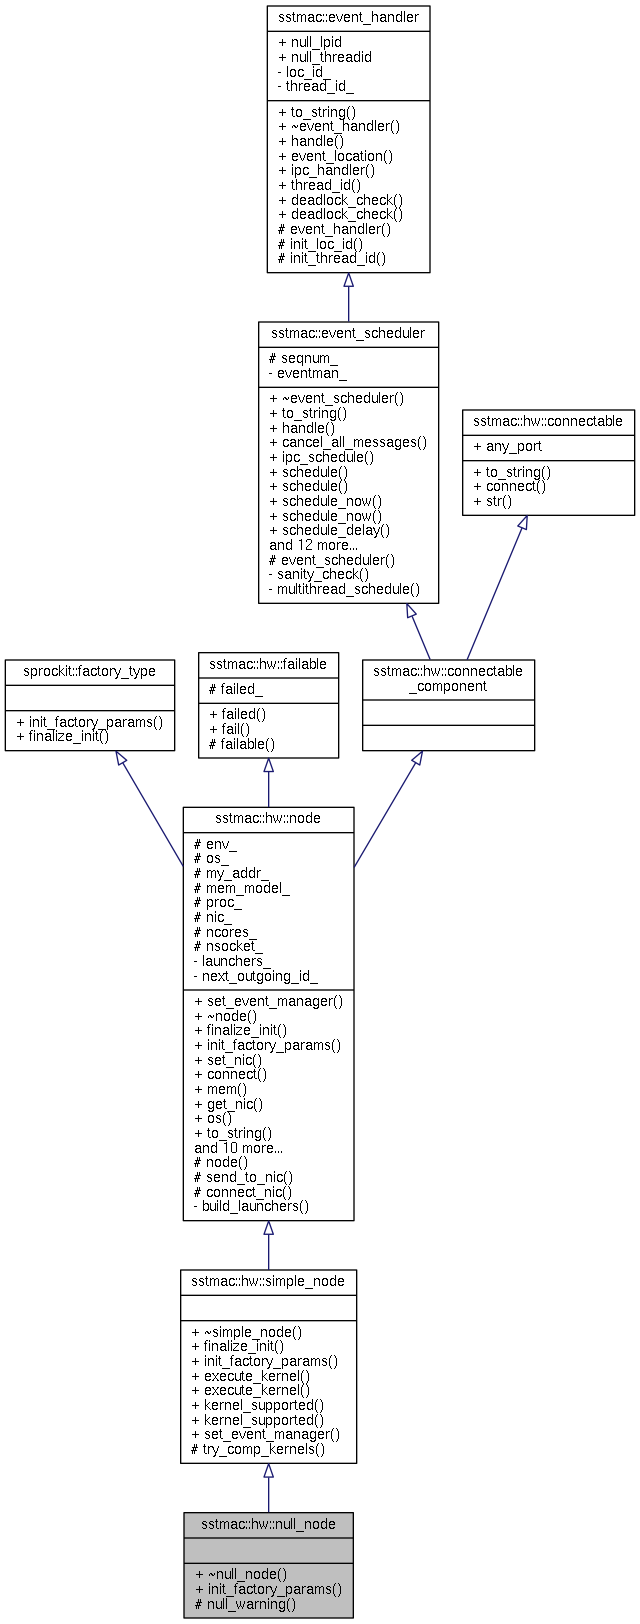 sstmac::event_handler
+ null_lpid
+ null_threadid
- loc_id_
- thread_id_
+ to_string()
+ ~event_handler()
+ handle()
+ event_location()
+ ipc_handler()
+ thread_id()
+ deadlock_check()
+ deadlock_check()
# event_handler()
# init_loc_id()
# init_thread_id()
sstmac::event_scheduler
# seqnum_
- eventman_
+ ~event_scheduler()
+ to_string()
+ handle()
+ cancel_all_messages()
+ ipc_schedule()
+ schedule()
+ schedule()
+ schedule_now()
+ schedule_now()
+ schedule_delay()
and 12 more...
# event_scheduler()
- sanity_check()
- multithread_schedule()
sstmac::hw::connectable
+ any_port
+ to_string()
+ connect()
+ str()
sprockit::factory_type
+ init_factory_params()
+ finalize_init()
sstmac::hw::failable
# failed_
+ failed()
+ fail()
# failable()
sstmac::hw::connectable
_component
sstmac::hw::node
# env_
# os_
# my_addr_
# mem_model_
# proc_
# nic_
# ncores_
# nsocket_
- launchers_
- next_outgoing_id_
+ set_event_manager()
+ ~node()
+ finalize_init()
+ init_factory_params()
+ set_nic()
+ connect()
+ mem()
+ get_nic()
+ os()
+ to_string()
and 10 more...
# node()
# send_to_nic()
# connect_nic()
- build_launchers()
sstmac::hw::simple_node
+ ~simple_node()
+ finalize_init()
+ init_factory_params()
+ execute_kernel()
+ execute_kernel()
+ kernel_supported()
+ kernel_supported()
+ set_event_manager()
# try_comp_kernels()
sstmac::hw::null_node
+ ~null_node()
+ init_factory_params()
# null_warning()